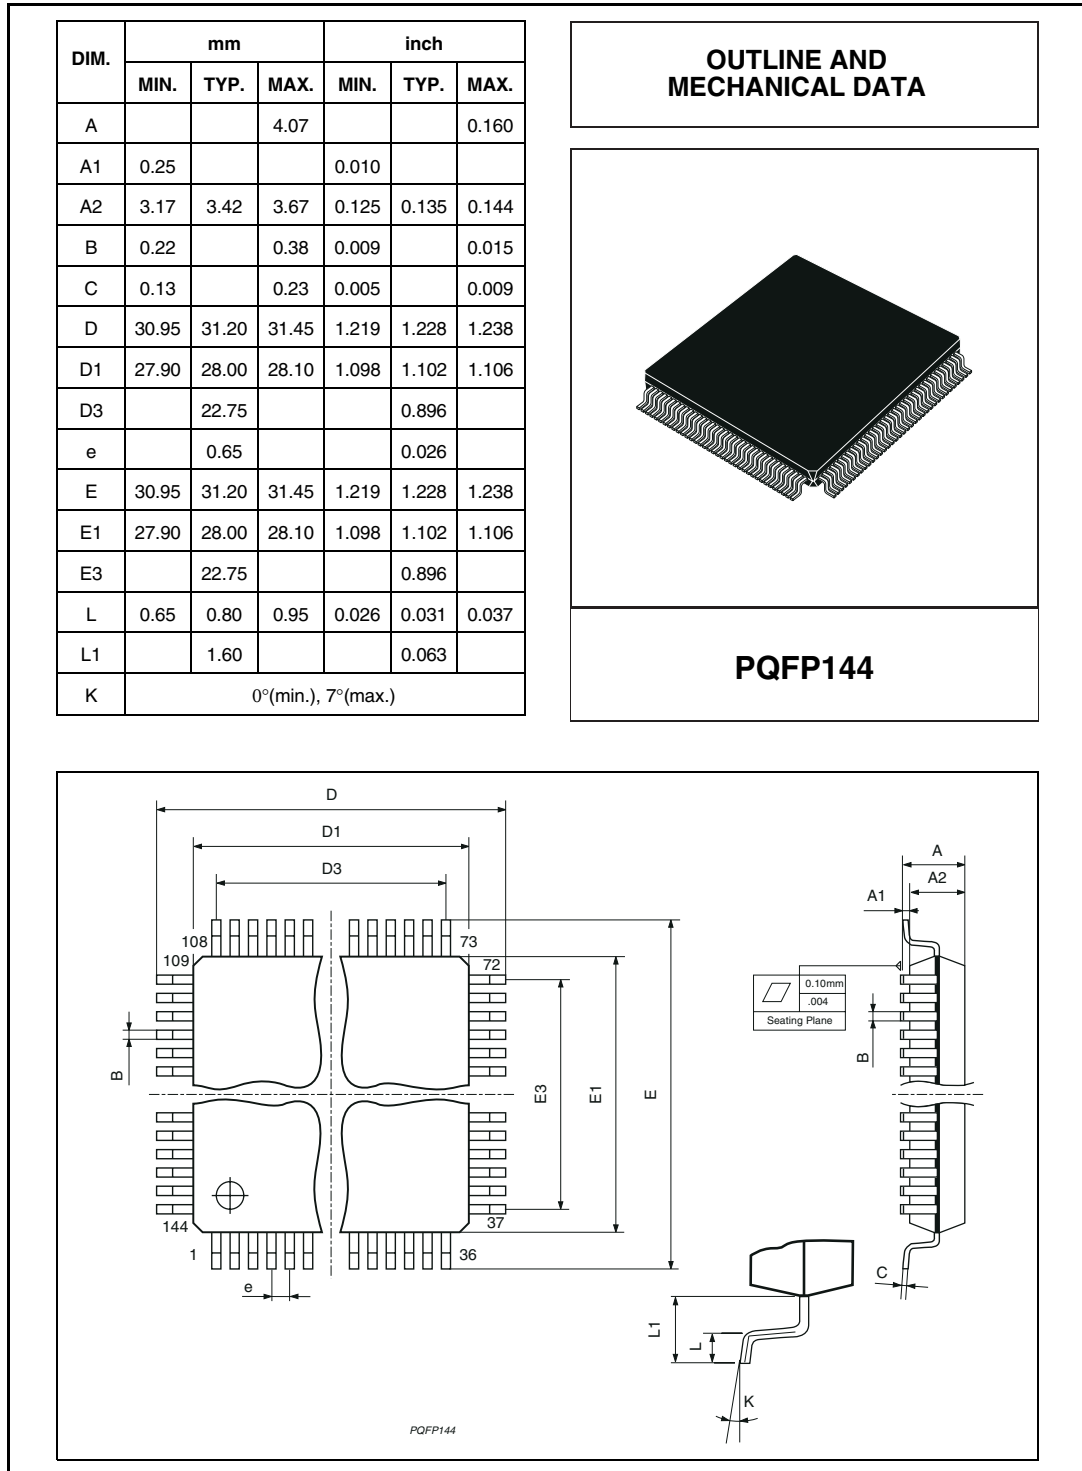 DIM. mm inch
MIN. TYP. MAX. MIN. TYP. MAX.
A 4.07 0.160
A1 0.25 0.010
A2 3.17 3.42 3.67 0.125 0.135 0.144
B 0.22 0.38 0.009 0.015
C 0.13 0.23 0.005 0.009
D 30.95 31.20 31.45 1.219 1.228 1.238
D1 27.90 28.00 28.10 1.098 1.102 1.106
D3 22.75 0.896
e 0.65 0.026
E 30.95 31.20 31.45 1.219 1.228 1.238
E1 27.90 28.00 28.10 1.098 1.102 1.106
E3 22.75 0.896
L 0.65 0.80 0.95 0.026 0.031 0.037
L1 1.60 0.063
K 0°(min.), 7°(max.)
OUTLINE AND
MECHANICAL DATA
PQFP144
D
D1
D3
108
73
109
72
B
E3
E1
E
144
37
1
36
e
A
A2
A1
0.10mm
.004
Seating Plane
B
C
L1
L
K
PQFP144